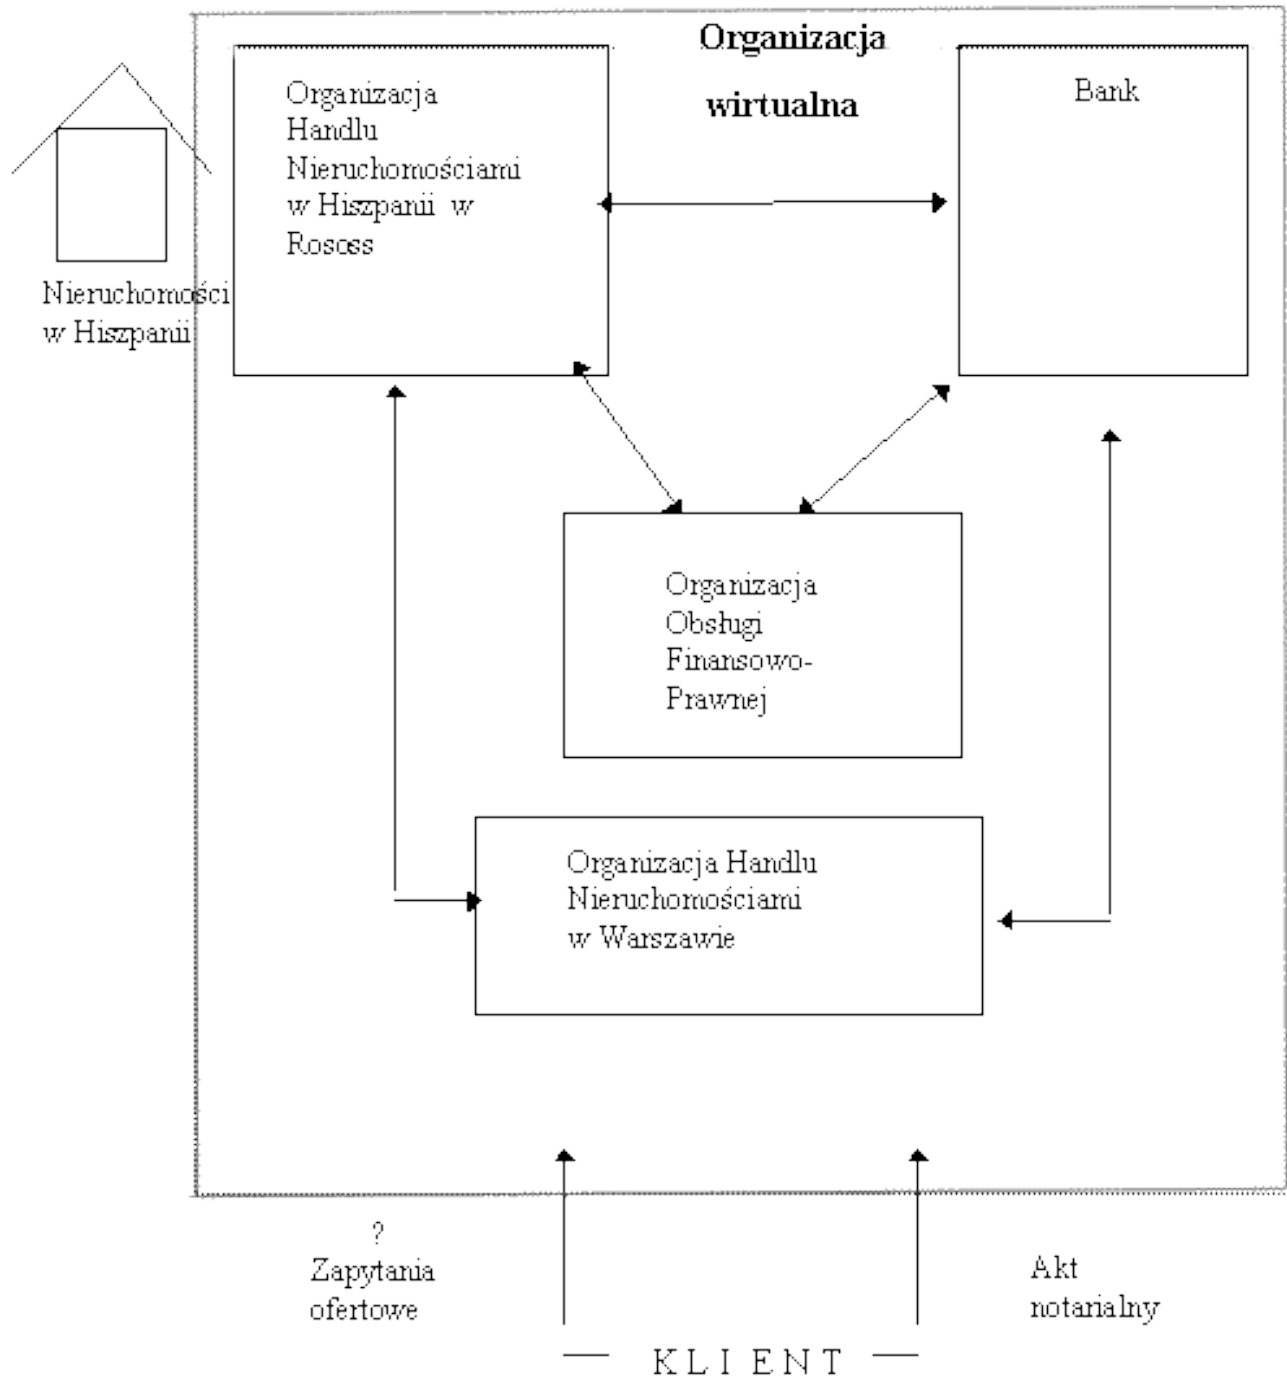 Organizacja
wirtualna
Organizacja
Handlu
Nieruchomościami
w Hiszpanii w
Rososs
Bank
Nieruchomości
w Hiszpanii
Organizacja
Obsługi
Finansowo-
Prawnej
Organizacja Handlu
Nieruchomościami
w Warszawie
?
Zapytania
ofertowe
Akt
notarialny
K L I E N T